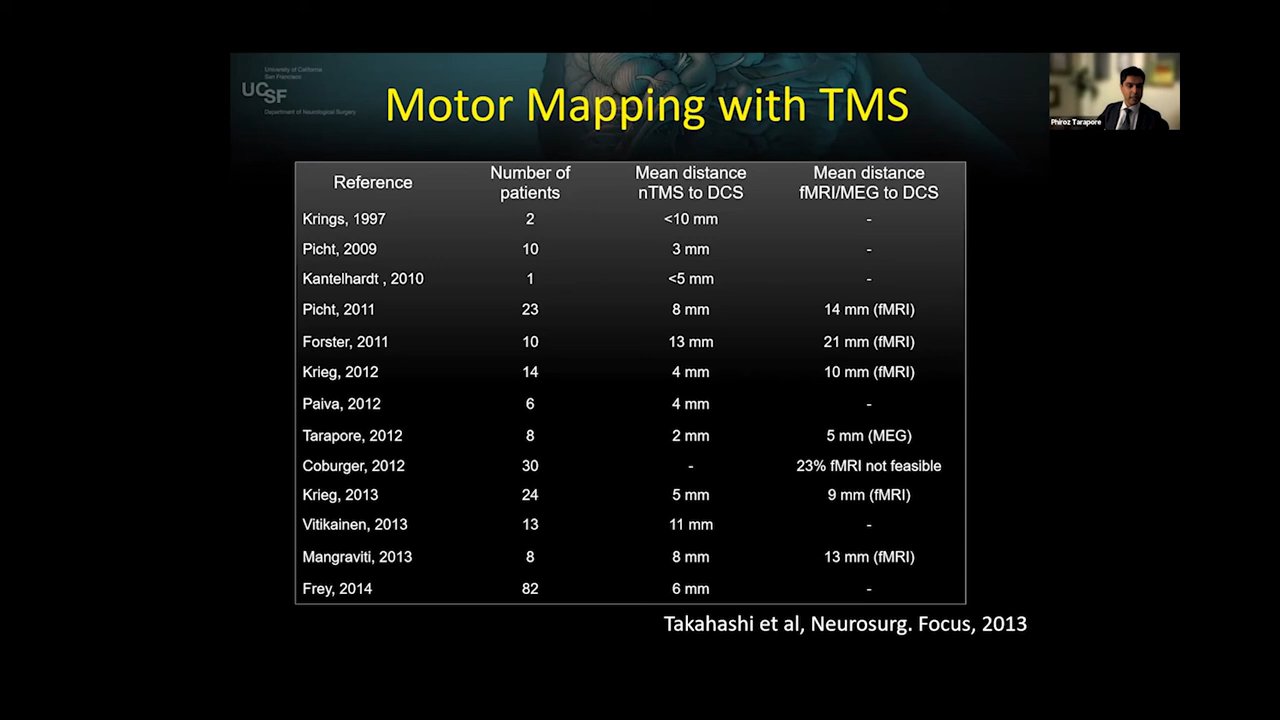 University of California
San Francisco
UCSF
Department of Neurological Surgery
Motor Mapping with TMS
Phiroz Tarapore
Reference Number of patients Mean distance nTMS to DCS Mean distance fMRI/MEG to DCS
Krings, 1997 2 <10 mm -
Picht, 2009 10 3 mm -
Kantelhardt , 2010 1 <5 mm -
Picht, 2011 23 8 mm 14 mm (fMRI)
Forster, 2011 10 13 mm 21 mm (fMRI)
Krieg, 2012 14 4 mm 10 mm (fMRI)
Paiva, 2012 6 4 mm -
Tarapore, 2012 8 2 mm 5 mm (MEG)
Coburger, 2012 30 - 23% fMRI not feasible
Krieg, 2013 24 5 mm 9 mm (fMRI)
Vitikainen, 2013 13 11 mm -
Mangraviti, 2013 8 8 mm 13 mm (fMRI)
Frey, 2014 82 6 mm -
Takahashi et al, Neurosurg. Focus, 2013